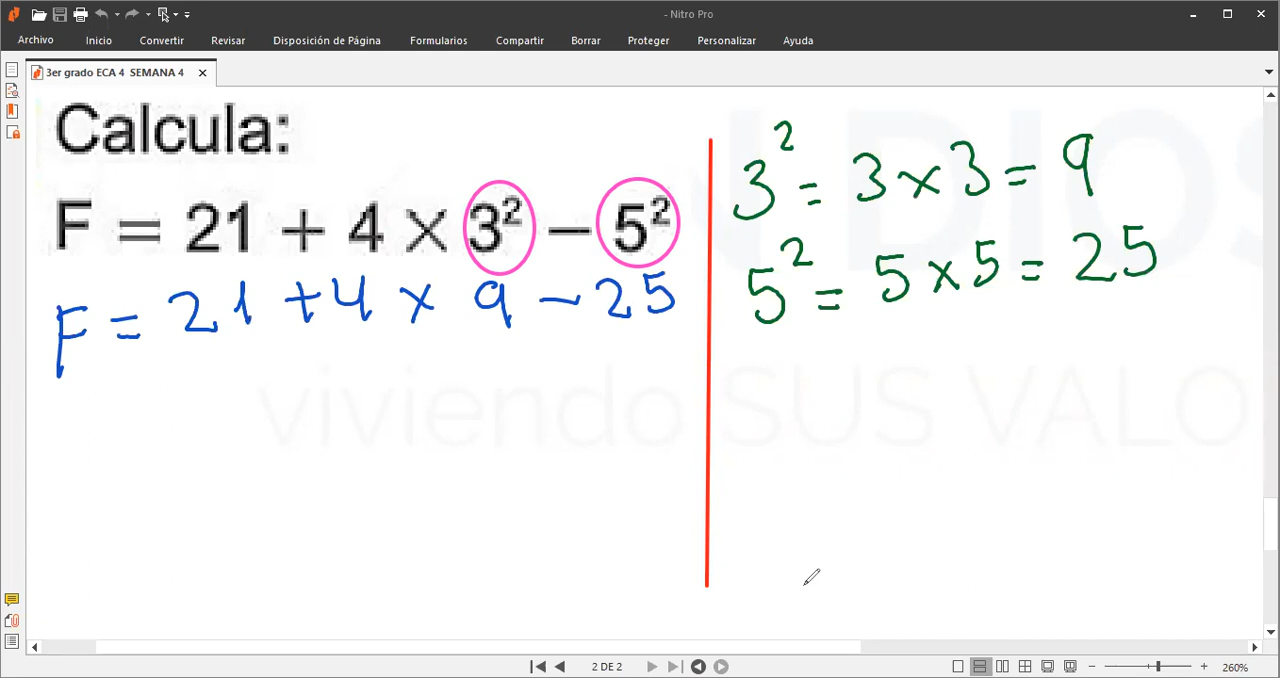 - Nitro Pro
Archivo Inicio Convertir Revisar Disposición de Página Formularios Compartir Borrar Proteger Personalizar Ayuda
3er grado ECA 4 SEMANA 4
Calcula:
F = 21 + 4 × 3² − 5²
F = 21 + 4 × 9 − 25
3² = 3 × 3 = 9
5² = 5 × 5 = 25
DIOS
viviendo SUS VALO
2 DE 2
260%